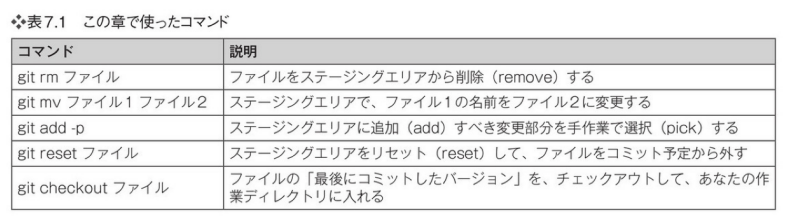 ❖表7.1 この章で使ったコマンド
コマンド 説明
git rm ファイル ファイルをステージングエリアから削除（remove）する
git mv ファイル1 ファイル2 ステージングエリアで、ファイル1の名前をファイル2に変更する
git add -p ステージングエリアに追加（add）すべき変更部分を手作業で選択（pick）する
git reset ファイル ステージングエリアをリセット（reset）して、ファイルをコミット予定から外す
git checkout ファイル ファイルの「最後にコミットしたバージョン」を、チェックアウトして、あなたの作
業ディレクトリに入れる